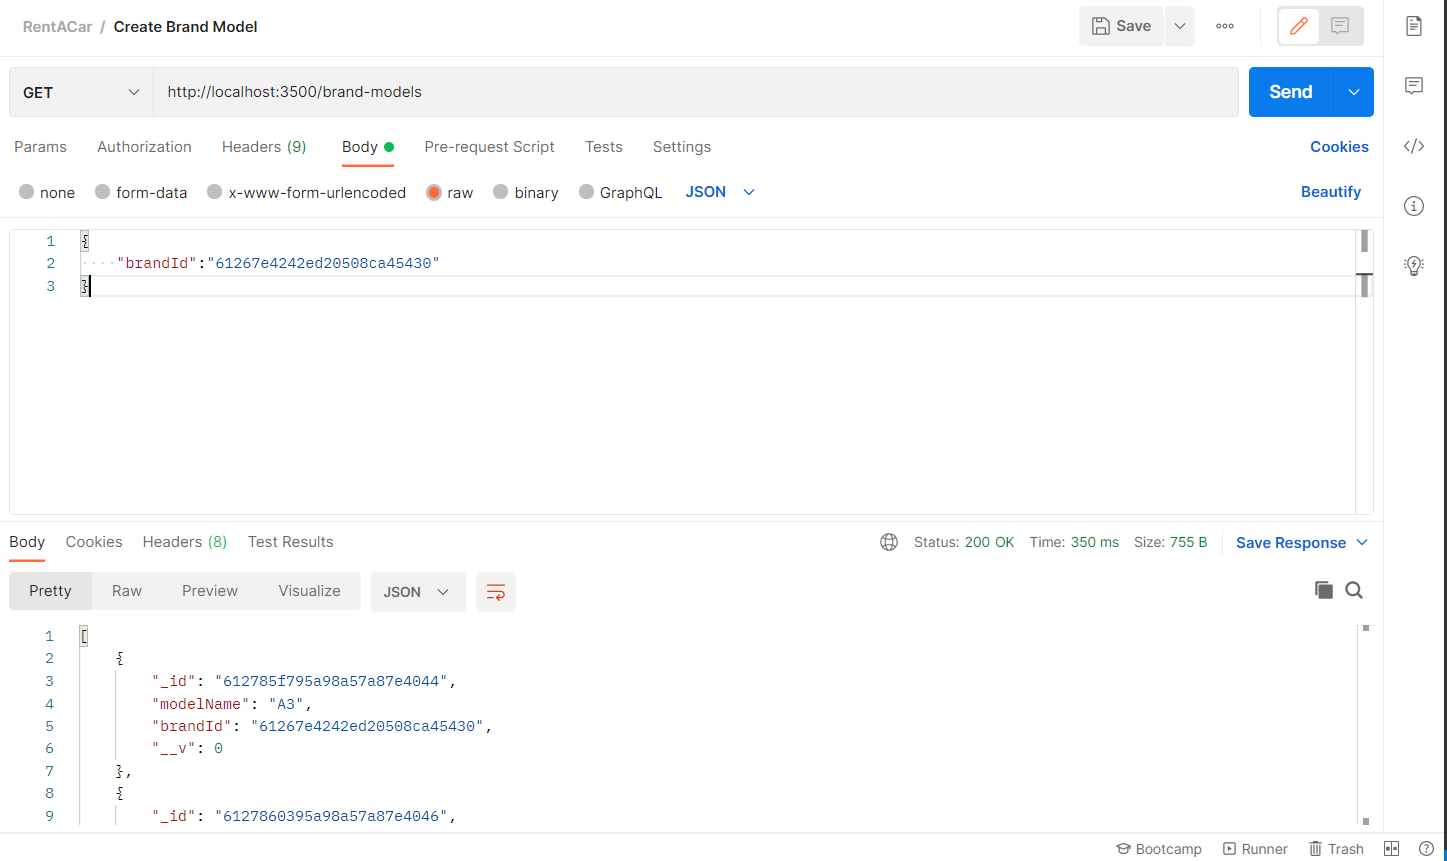 RentACar / Create Brand Model
Save
GET
http://localhost:3500/brand-models
Send
Params Authorization Headers (9) Body Pre-request Script Tests Settings Cookies
none form-data x-www-form-urlencoded raw binary GraphQL JSON Beautify
1 {
2 ····"brandId":"61267e4242ed20508ca45430"
3 }
Body Cookies Headers (8) Test Results Status: 200 OK Time: 350 ms Size: 755 B Save Response
Pretty Raw Preview Visualize JSON
1 [
2 {
3 "_id": "612785f795a98a57a87e4044",
4 "modelName": "A3",
5 "brandId": "61267e4242ed20508ca45430",
6 "__v": 0
7 },
8 {
9 "_id": "6127860395a98a57a87e4046",
Bootcamp Runner Trash